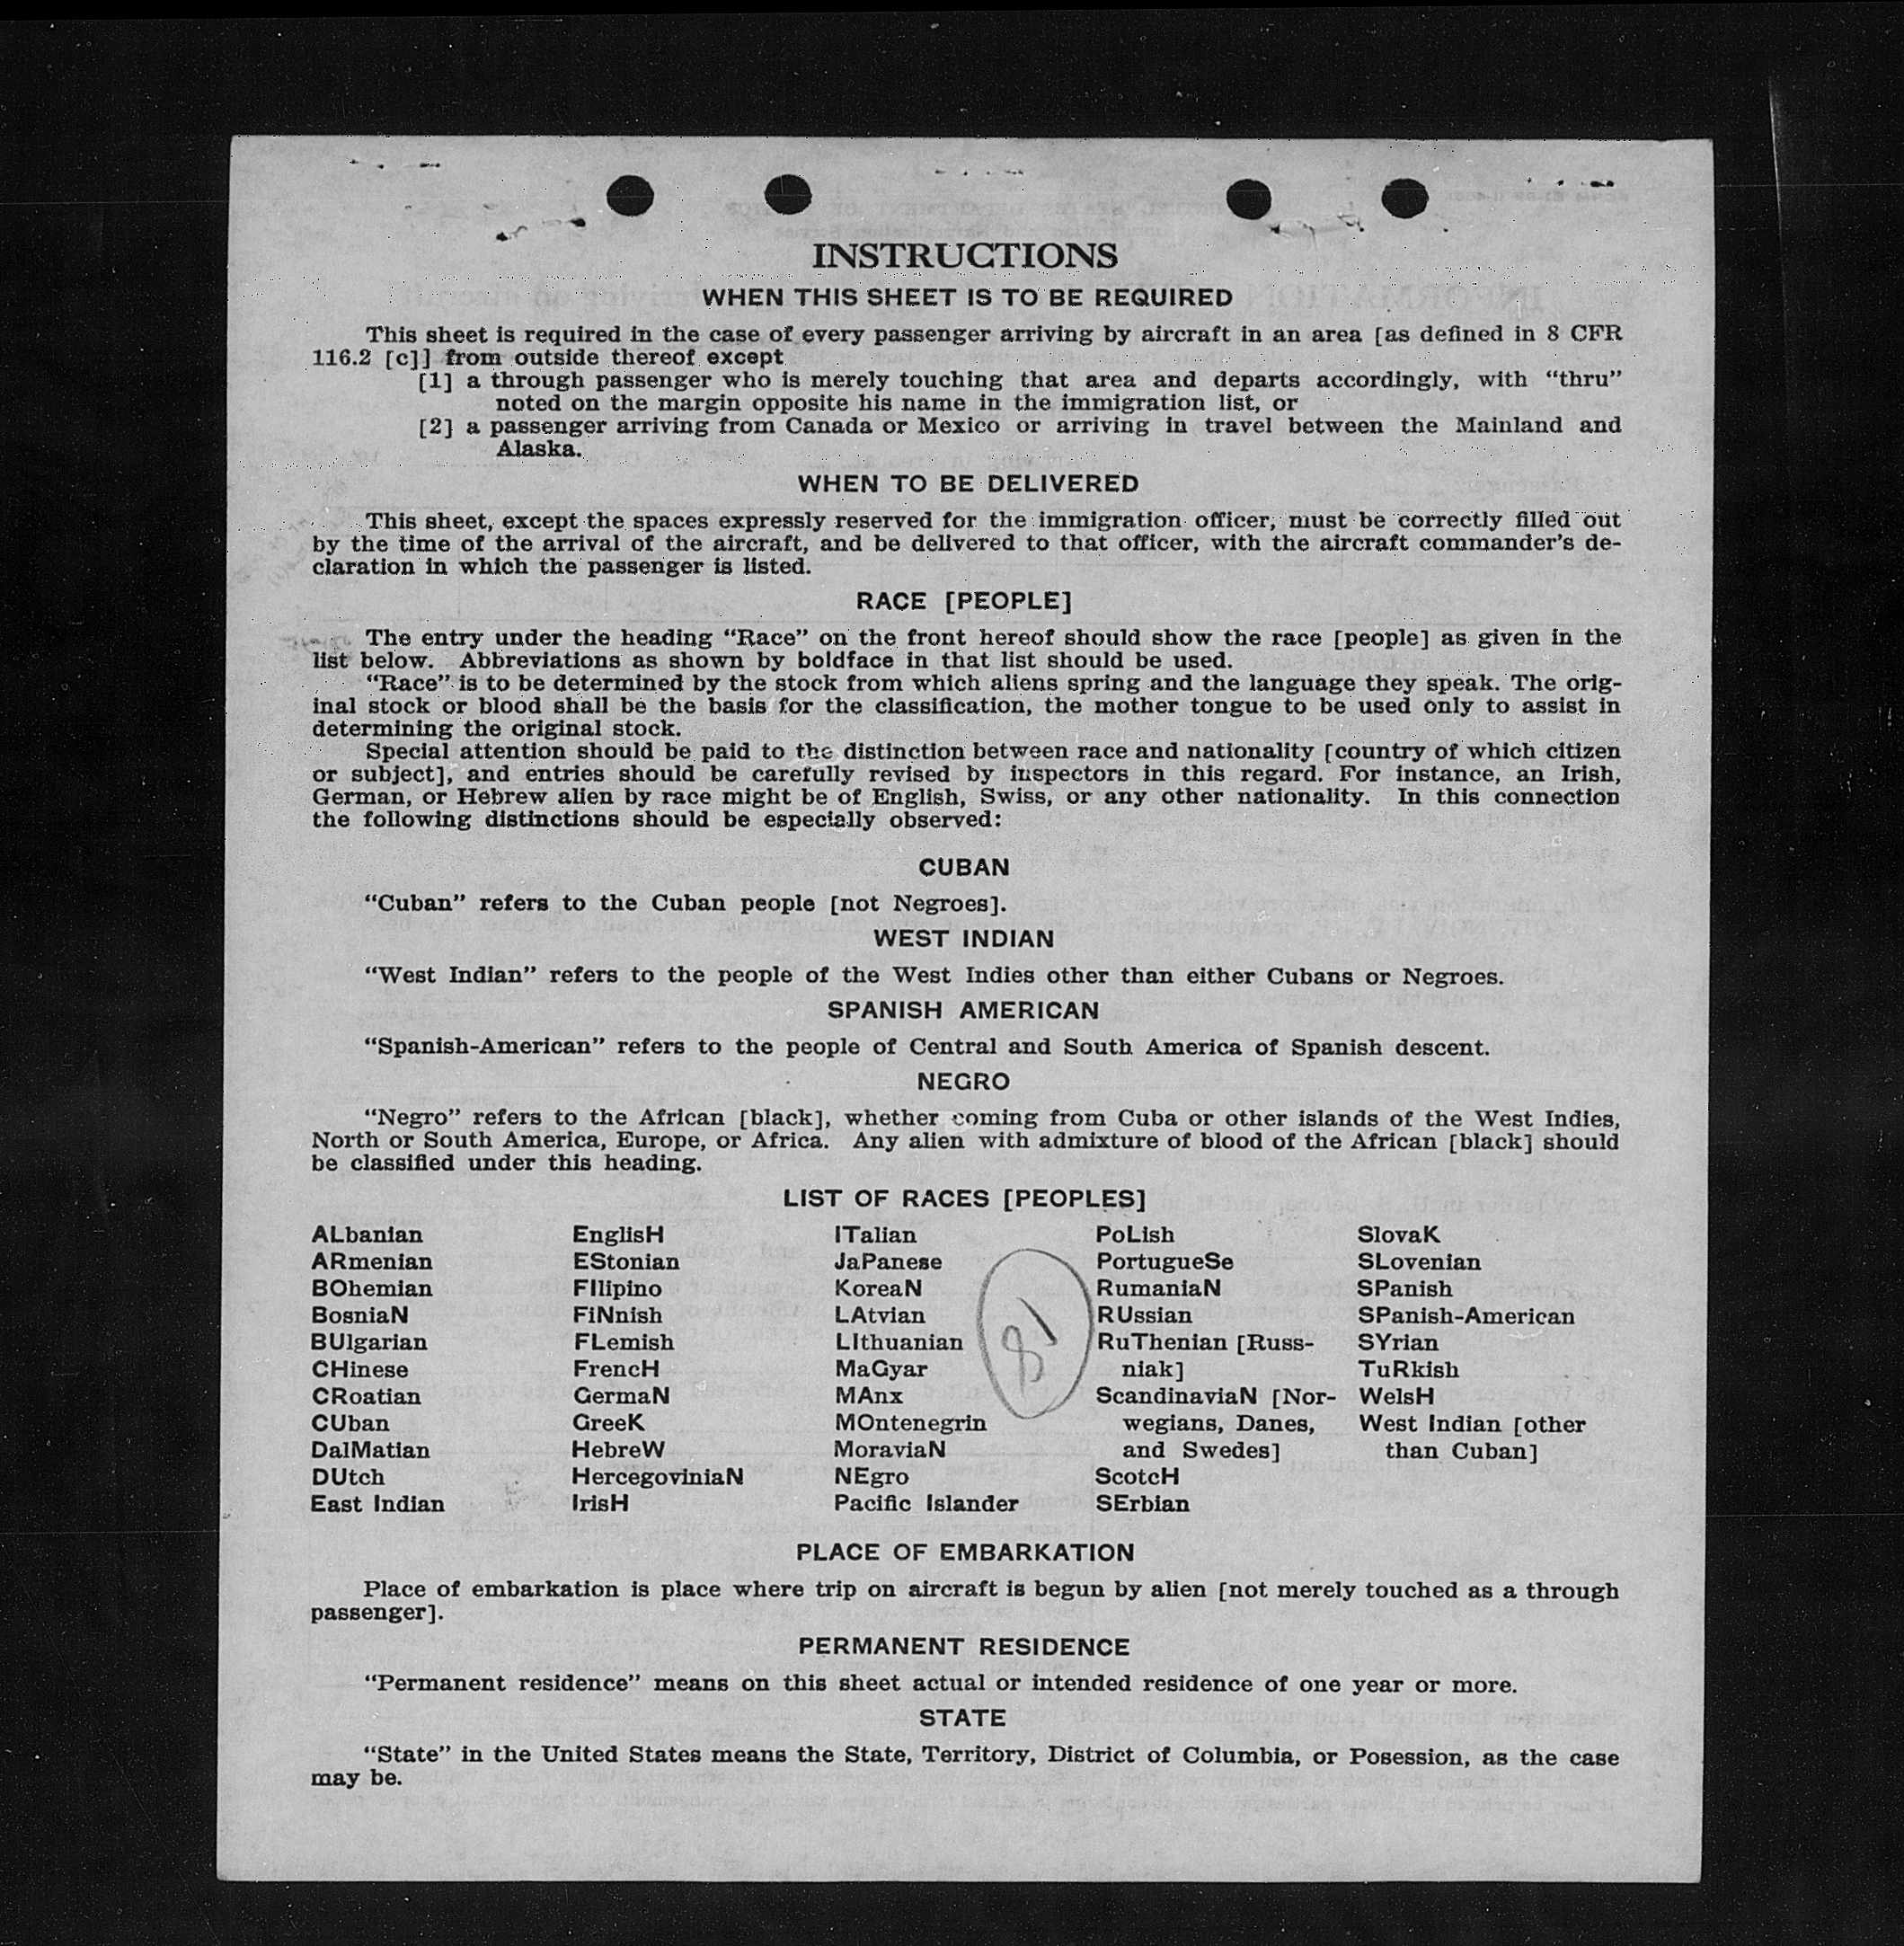 INSTRUCTIONS
WHEN THIS SHEET IS TO BE REQUIRED
This sheet is required in the case of every passenger arriving by aircraft in an area [as defined in 8 CFR
116.2 [c]] from outside thereof except
[1] a through passenger who is merely touching that area and departs accordingly, with “thru”
noted on the margin opposite his name in the immigration list, or
[2] a passenger arriving from Canada or Mexico or arriving in travel between the Mainland and
Alaska.
WHEN TO BE DELIVERED
This sheet, except the spaces expressly reserved for the immigration officer, must be correctly filled out
by the time of the arrival of the aircraft, and be delivered to that officer, with the aircraft commander’s de-
claration in which the passenger is listed.
RACE [PEOPLE]
The entry under the heading “Race” on the front hereof should show the race [people] as given in the
list below. Abbreviations as shown by boldface in that list should be used.
“Race” is to be determined by the stock from which aliens spring and the language they speak. The orig-
inal stock or blood shall be the basis for the classification, the mother tongue to be used only to assist in
determining the original stock.
Special attention should be paid to the distinction between race and nationality [country of which citizen
or subject], and entries should be carefully revised by inspectors in this regard. For instance, an Irish,
German, or Hebrew alien by race might be of English, Swiss, or any other nationality. In this connection
the following distinctions should be especially observed:
CUBAN
“Cuban” refers to the Cuban people [not Negroes].
WEST INDIAN
“West Indian” refers to the people of the West Indies other than either Cubans or Negroes.
SPANISH AMERICAN
“Spanish-American” refers to the people of Central and South America of Spanish descent.
NEGRO
“Negro” refers to the African [black], whether coming from Cuba or other islands of the West Indies,
North or South America, Europe, or Africa. Any alien with admixture of blood of the African [black] should
be classified under this heading.
LIST OF RACES [PEOPLES]
ALbanian
ARmenian
BOhemian
BosniaN
BUlgarian
CHinese
CRoatian
CUban
DalMatian
DUtch
East Indian
EnglisH
EStonian
FIlipino
FiNnish
FLemish
FrencH
GermaN
GreeK
HebreW
HercegoviniaN
IrisH
ITalian
JaPanese
KoreaN
LAtvian
LIthuanian
MaGyar
MAnx
MOntenegrin
MoraviaN
NEgro
Pacific Islander
PoLish
PortugueSe
RumaniaN
RUssian
RuThenian [Russ-
niak]
ScandinaviaN [Nor-
wegians, Danes,
and Swedes]
ScotcH
SErbian
SlovaK
SLovenian
SPanish
SPanish-American
SYrian
TuRkish
WelsH
West Indian [other
than Cuban]
PLACE OF EMBARKATION
Place of embarkation is place where trip on aircraft is begun by alien [not merely touched as a through
passenger].
PERMANENT RESIDENCE
“Permanent residence” means on this sheet actual or intended residence of one year or more.
STATE
“State” in the United States means the State, Territory, District of Columbia, or Posession, as the case
may be.